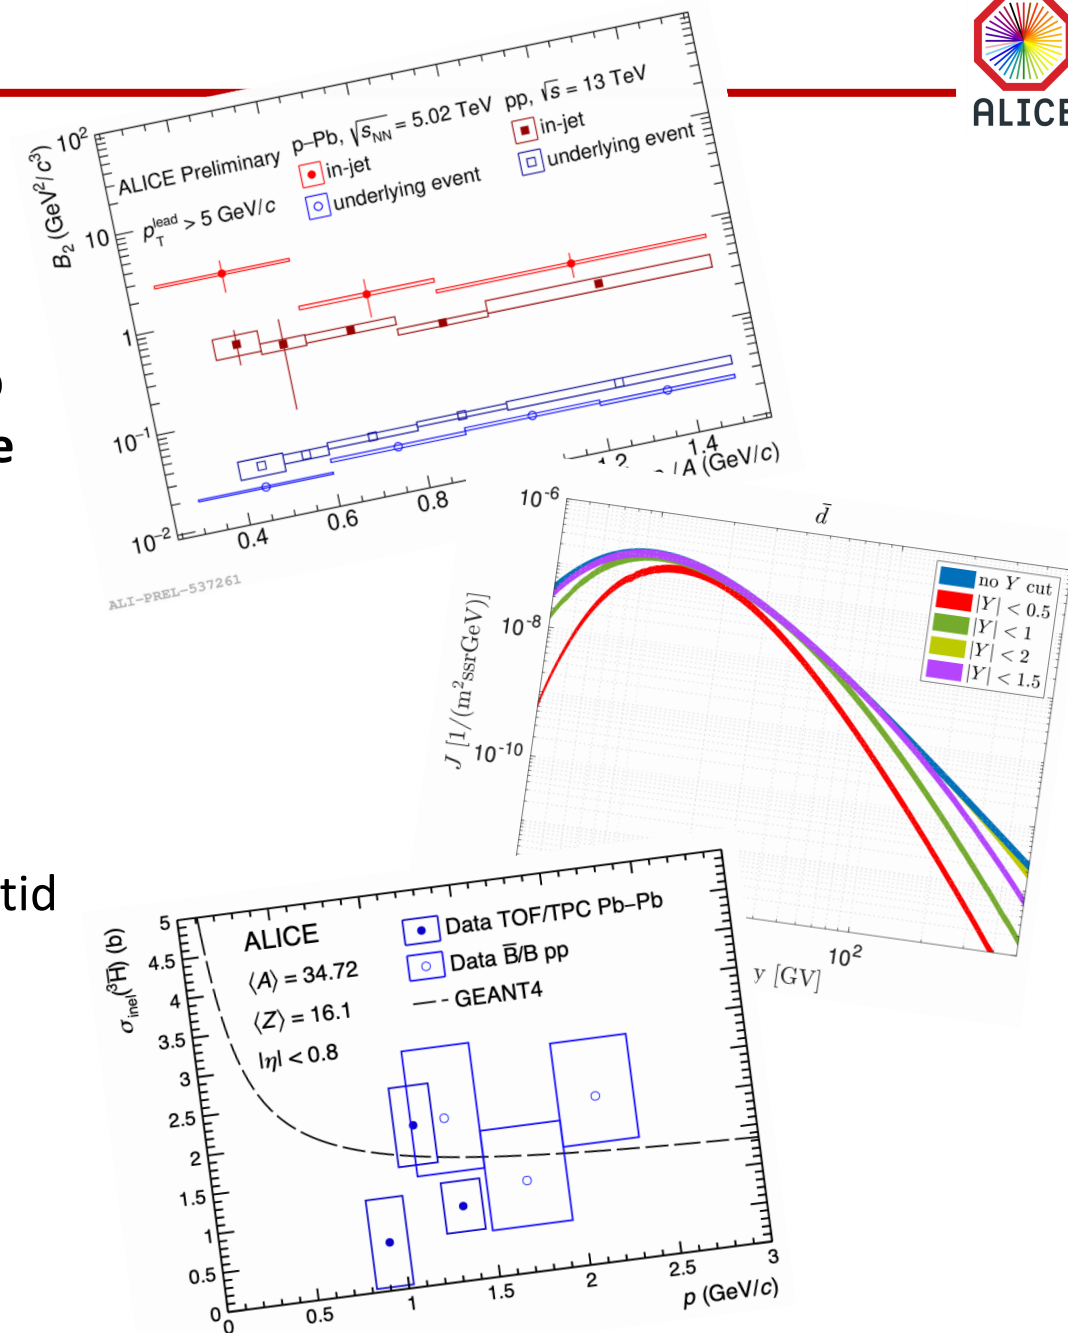 ALICE
10²
10
1
10⁻¹
10⁻²
B₂ (GeV²/c³)
ALICE Preliminary
p_T^lead > 5 GeV/c
p–Pb, √s_NN = 5.02 TeV
in-jet
underlying event
pp, √s = 13 TeV
in-jet
underlying event
0.4
0.6
0.8
1.4
/ A (GeV/c)
ALI-PREL-537261
e
d̄
10⁻⁶
10⁻⁸
10⁻¹⁰
J [1/(m²ssrGeV)]
no Y cut
|Y| < 0.5
|Y| < 1
|Y| < 2
|Y| < 1.5
10²
y [GV]
tid
σ_inel(³H̄) (b)
5
4.5
4
3.5
3
2.5
2
1.5
1
0.5
0
ALICE
⟨A⟩ = 34.72
⟨Z⟩ = 16.1
|η| < 0.8
Data TOF/TPC Pb–Pb
Data B̄/B pp
GEANT4
0
0.5
1
1.5
2
2.5
3
p (GeV/c)